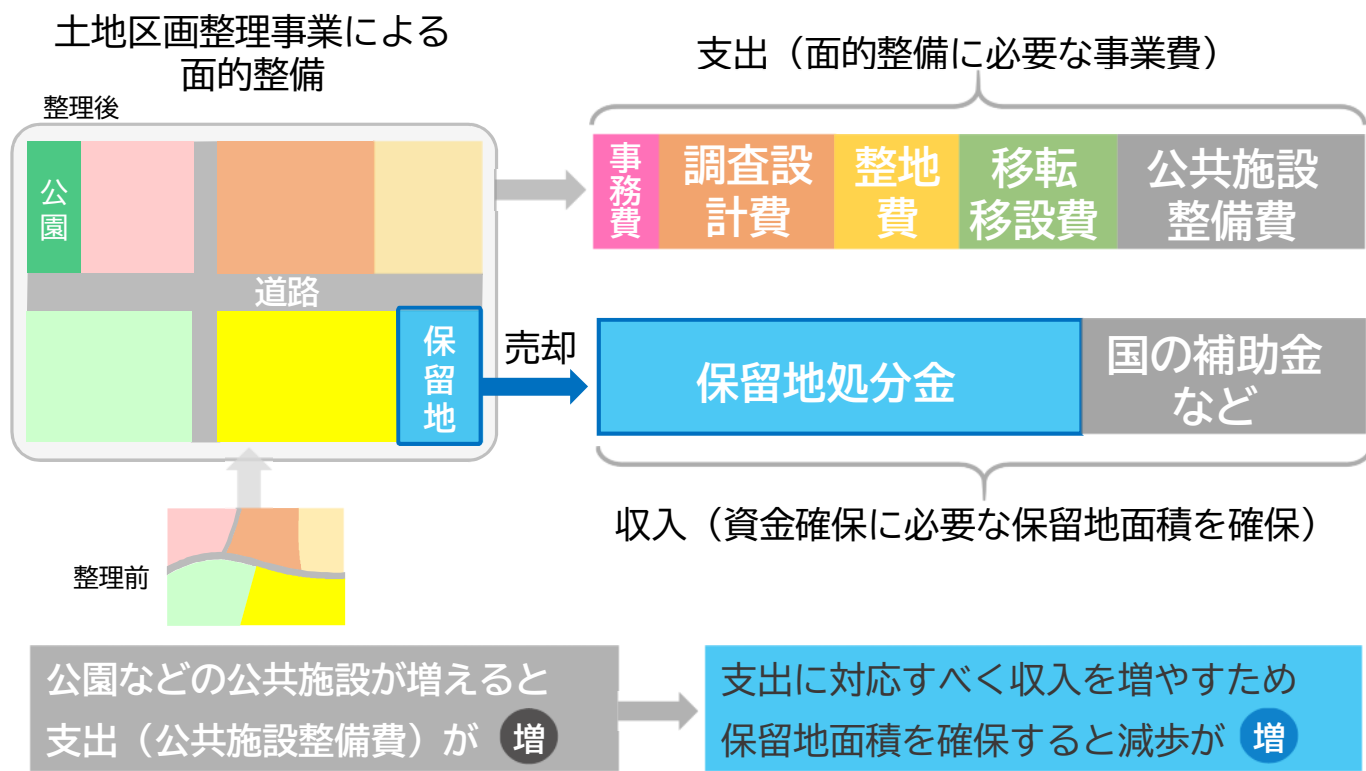 土地区画整理事業による
面的整備
整理後
公
園
道路
保
留
地
整理前
売却
支出（面的整備に必要な事業費）
事
務
費
調査設
計費
整地
費
移転
移設費
公共施設
整備費
保留地処分金
国の補助金
など
収入（資金確保に必要な保留地面積を確保）
公園などの公共施設が増えると
支出（公共施設整備費）が 増
支出に対応すべく収入を増やすため
保留地面積を確保すると減歩が 増